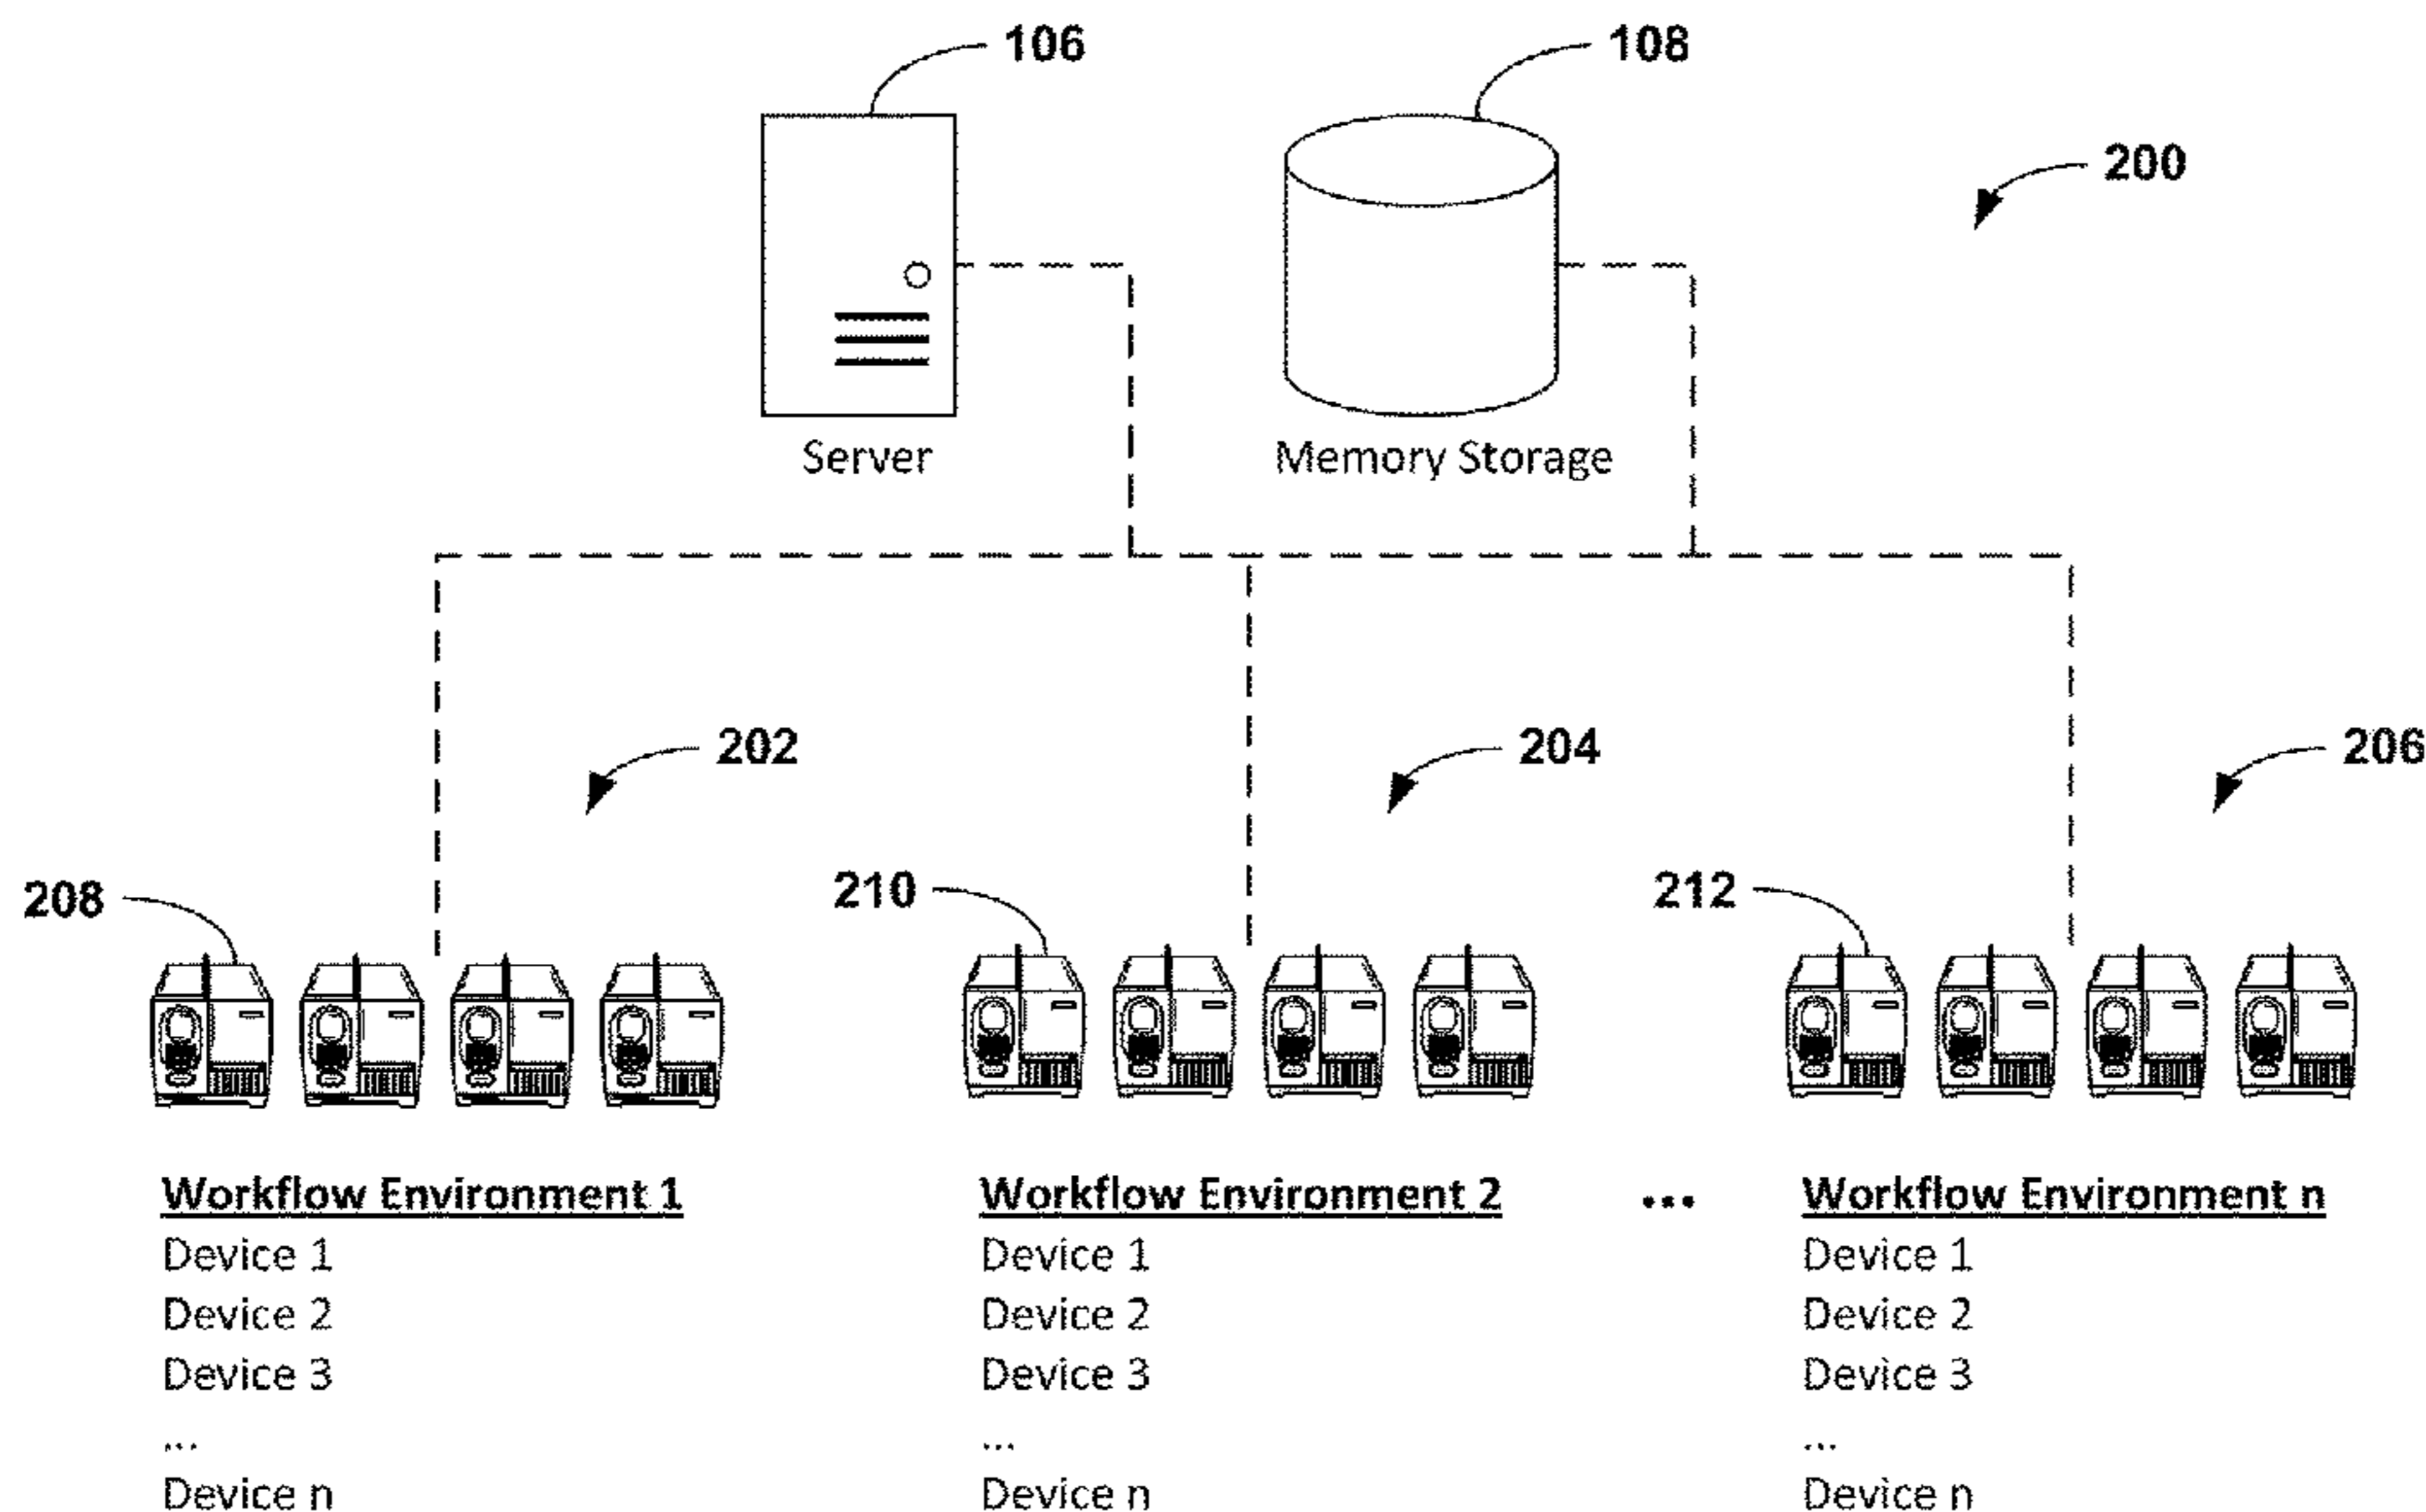 106
108
200
Server
Memory Storage
202
204
206
208
210
212
Workflow Environment 1
Device 1
Device 2
Device 3
...
Device n
Workflow Environment 2
Device 1
Device 2
Device 3
...
Device n
...
Workflow Environment n
Device 1
Device 2
Device 3
...
Device n